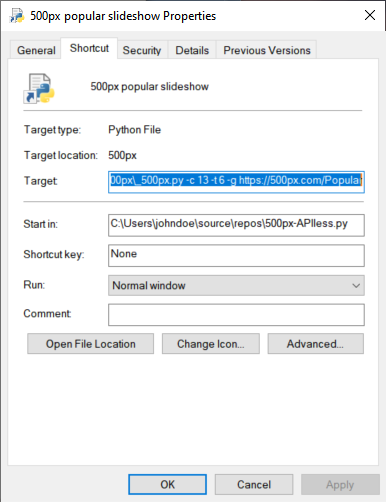 500px popular slideshow Properties
General Shortcut Security Details Previous Versions
500px popular slideshow
Target type: Python File
Target location: 500px
Target: 00px\_500px.py -c 13 -t 6 -g https://500px.com/Popular
Start in: C:\Users\johndoe\source\repos\500px-APIless.py
Shortcut key: None
Run: Normal window
Comment:
Open File Location Change Icon... Advanced...
OK Cancel Apply